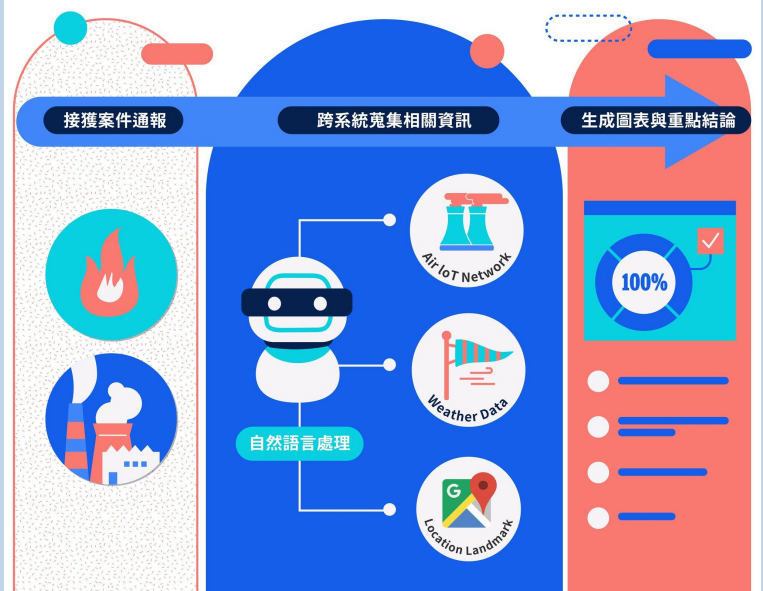 接獲案件通報
跨系統蒐集相關資訊
生成圖表與重點結論
Air IoT Network
100%
Weather Data
自然語言處理
G
Location Landmark